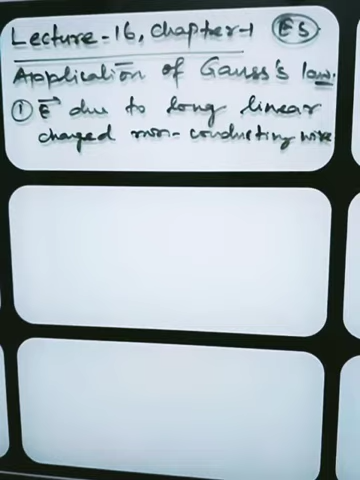 Lecture-16, Chapter-1 (ES)
Application of Gauss's law.
① E⃗ due to long linear
charged non-conducting wire